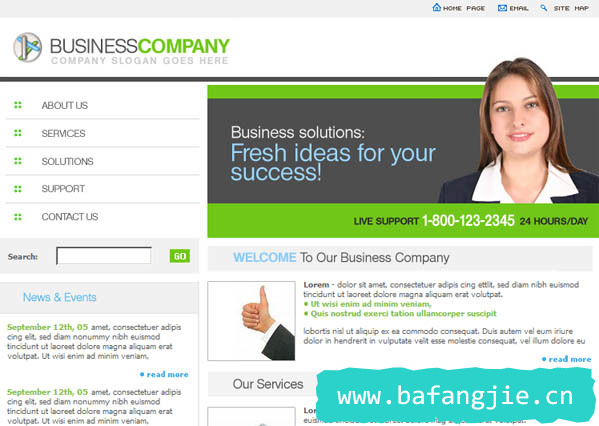 HOME PAGE EMAIL SITE MAP
BUSINESSCOMPANY
COMPANY SLOGAN GOES HERE
ABOUT US
SERVICES
SOLUTIONS
SUPPORT
CONTACT US
Search: GO
News & Events
September 12th, 05 amet, consectetuer adipis
cing elit, sed diam nonummy nibh euismod
tincidunt ut laoreet dolore magna aliquam erat
volutpat. Ut wisi enim ad minim veniam,
read more
September 12th, 05 amet, consectetuer adipis
cing elit, sed diam nonummy nibh euismod
tincidunt ut laoreet dolore magna aliquam erat
volutpat. Ut wisi enim ad minim veniam,
Business solutions:
Fresh ideas for your
success!
LIVE SUPPORT 1-800-123-2345 24 HOURS/DAY
WELCOME To Our Business Company
Lorem - dolor sit amet, consectetuer adipis cing ettlit, sed diam nibh euismod
tincidunt ut laoreet dolore magna aliquam erat volutpat.
• Ut wisi enim ad minim veniam,
• Quis nostrud exerci tation ullamcorper suscipit
lobortis nisl ut aliquip ex ea commodo consequat. Duis autem vel eum iriure
dolor in hendrerit in vulputate velit esse molestie consequat, vel illum dolore eu
read more
Our Services
www.bafangjie.cn